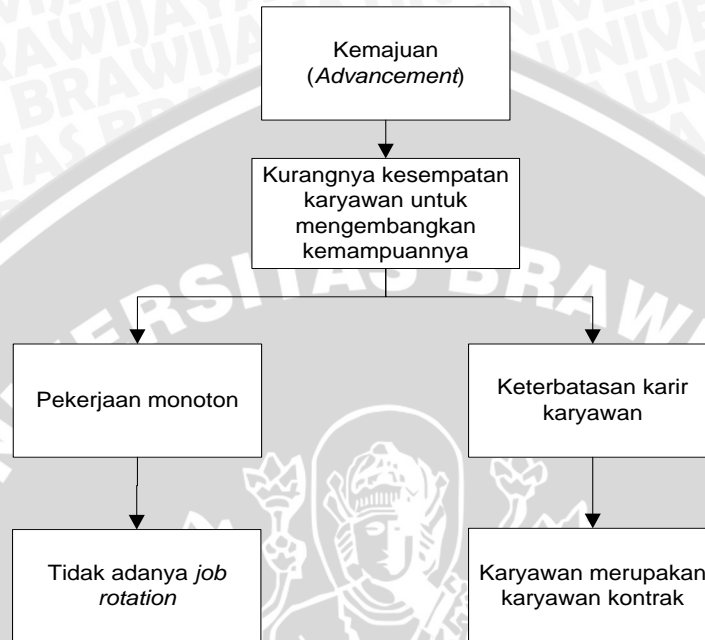 Kemajuan
(Advancement)
Kurangnya kesempatan
karyawan untuk
mengembangkan
kemampuannya
Pekerjaan monoton
Keterbatasan karir
karyawan
Tidak adanya job
rotation
Karyawan merupakan
karyawan kontrak